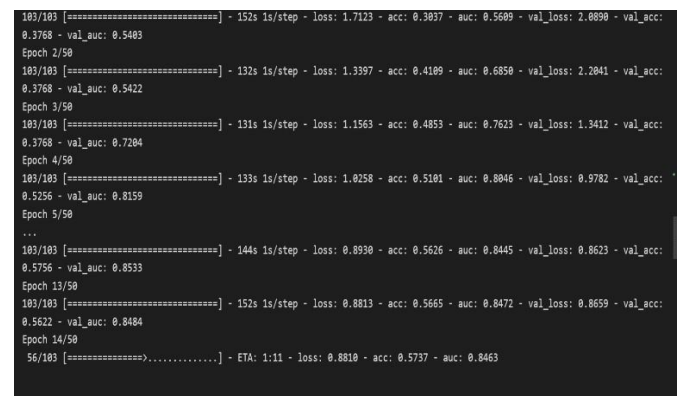 103/103 [==============================] - 152s 1s/step - loss: 1.7123 - acc: 0.3037 - auc: 0.5609 - val_loss: 2.0890 - val_acc:
0.3768 - val_auc: 0.5403
Epoch 2/50
103/103 [==============================] - 132s 1s/step - loss: 1.3397 - acc: 0.4109 - auc: 0.6850 - val_loss: 2.2041 - val_acc:
0.3768 - val_auc: 0.5422
Epoch 3/50
103/103 [==============================] - 131s 1s/step - loss: 1.1563 - acc: 0.4853 - auc: 0.7623 - val_loss: 1.3412 - val_acc:
0.3768 - val_auc: 0.7204
Epoch 4/50
103/103 [==============================] - 133s 1s/step - loss: 1.0258 - acc: 0.5101 - auc: 0.8046 - val_loss: 0.9782 - val_acc:
0.5256 - val_auc: 0.8159
Epoch 5/50
...
103/103 [==============================] - 144s 1s/step - loss: 0.8930 - acc: 0.5626 - auc: 0.8445 - val_loss: 0.8623 - val_acc:
0.5756 - val_auc: 0.8533
Epoch 13/50
103/103 [==============================] - 152s 1s/step - loss: 0.8813 - acc: 0.5665 - auc: 0.8472 - val_loss: 0.8659 - val_acc:
0.5622 - val_auc: 0.8484
Epoch 14/50
56/103 [===============>..............] - ETA: 1:11 - loss: 0.8810 - acc: 0.5737 - auc: 0.8463